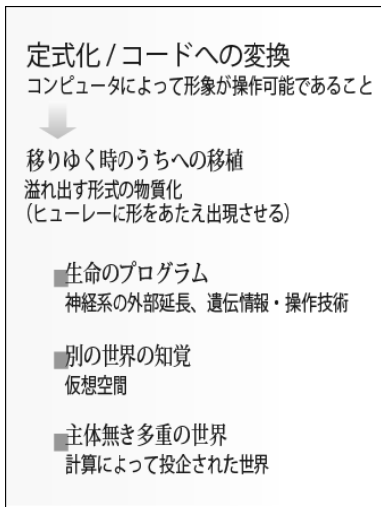 定式化 / コードへの変換
コンピュータによって形象が操作可能であること
移りゆく時のうちへの移植
溢れ出す形式の物質化
(ヒューレーに形をあたえ出現させる)
生命のプログラム
神経系の外部延長、遺伝情報・操作技術
別の世界の知覚
仮想空間
主体無き多重の世界
計算によって投企された世界